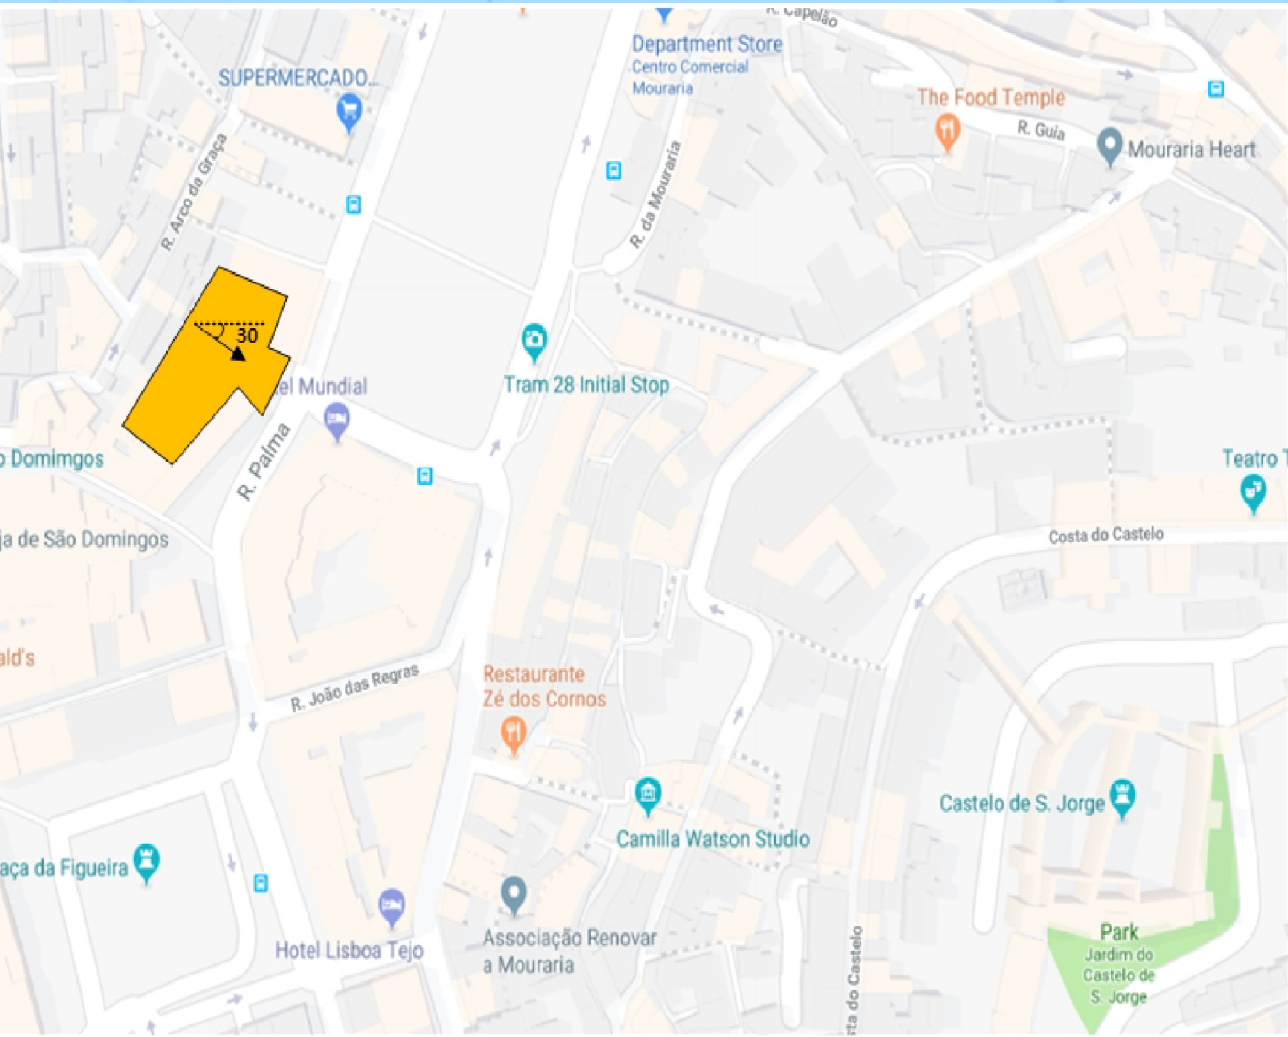 R. Capelão
Department Store
Centro Comercial
Mouraria
SUPERMERCADO...
The Food Temple
R. Guia
Mouraria Heart
R. Arco da Graça
R. da Mouraria
30
el Mundial
Tram 28 Initial Stop
R. Palma
o Domimgos
Teatro T
ja de São Domingos
Costa do Castelo
ald's
R. João das Regras
Restaurante
Zé dos Cornos
Castelo de S. Jorge
Camilla Watson Studio
aça da Figueira
Hotel Lisboa Tejo
Associação Renovar
a Mouraria
sta do Castelo
Park
Jardim do
Castelo de
S. Jorge